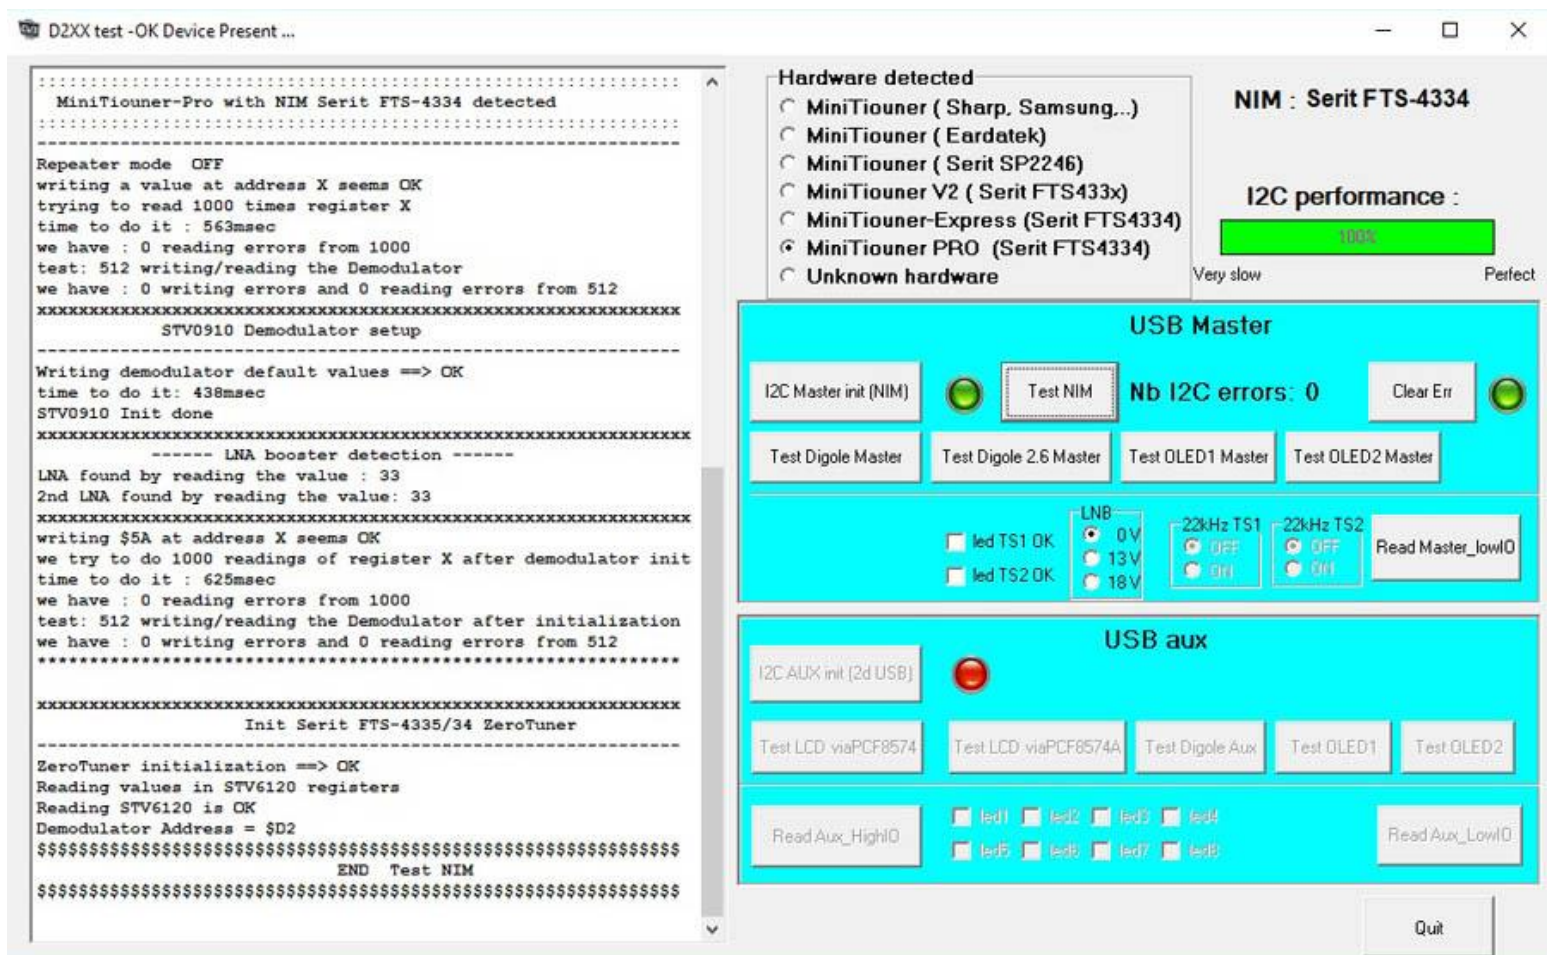 D2XX test -OK Device Present ...
::::::::::::::::::::::::::::::::::::::::::::::::::::::::::::::
MiniTiouner-Pro with NIM Serit FTS-4334 detected
::::::::::::::::::::::::::::::::::::::::::::::::::::::::::::::
--------------------------------------------------------------
Repeater mode OFF
writing a value at address X seems OK
trying to read 1000 times register X
time to do it : 563msec
we have : 0 reading errors from 1000
test: 512 writing/reading the Demodulator
we have : 0 writing errors and 0 reading errors from 512
xxxxxxxxxxxxxxxxxxxxxxxxxxxxxxxxxxxxxxxxxxxxxxxxxxxxxxxxxxxxxx
STV0910 Demodulator setup
--------------------------------------------------------------
Writing demodulator default values ==> OK
time to do it: 438msec
STV0910 Init done
xxxxxxxxxxxxxxxxxxxxxxxxxxxxxxxxxxxxxxxxxxxxxxxxxxxxxxxxxxxxxxx
------ LNA booster detection ------
LNA found by reading the value : 33
2nd LNA found by reading the value: 33
xxxxxxxxxxxxxxxxxxxxxxxxxxxxxxxxxxxxxxxxxxxxxxxxxxxxxxxxxxxxxxx
writing $5A at address X seems OK
we try to do 1000 readings of register X after demodulator init
time to do it : 625msec
we have : 0 reading errors from 1000
test: 512 writing/reading the Demodulator after initialization
we have : 0 writing errors and 0 reading errors from 512
**************************************************************
xxxxxxxxxxxxxxxxxxxxxxxxxxxxxxxxxxxxxxxxxxxxxxxxxxxxxxxxxxxxxx
Init Serit FTS-4335/34 ZeroTuner
--------------------------------------------------------------
ZeroTuner initialization ==> OK
Reading values in STV6120 registers
Reading STV6120 is OK
Demodulator Address = $D2
$$$$$$$$$$$$$$$$$$$$$$$$$$$$$$$$$$$$$$$$$$$$$$$$$$$$$$$$$$$$$$
END Test NIM
$$$$$$$$$$$$$$$$$$$$$$$$$$$$$$$$$$$$$$$$$$$$$$$$$$$$$$$$$$$$$$
Hardware detected
MiniTiouner ( Sharp, Samsung,..)
MiniTiouner ( Eardatek)
MiniTiouner ( Serit SP2246)
MiniTiouner V2 ( Serit FTS433x)
MiniTiouner-Express (Serit FTS4334)
MiniTiouner PRO (Serit FTS4334)
Unknown hardware
NIM : Serit FTS-4334
I2C performance :
100%
Very slow Perfect
USB Master
I2C Master init (NIM) Test NIM Nb I2C errors: 0 Clear Err
Test Digole Master Test Digole 2.6 Master Test OLED1 Master Test OLED2 Master
led TS1 OK
led TS2 OK
LNB
0V
13V
18V
22kHz TS1
OFF
ON
22kHz TS2
OFF
ON
Read Master_lowIO
USB aux
I2C AUX init (2d USB)
Test LCD viaPCF8574 Test LCD viaPCF8574A Test Digole Aux Test OLED1 Test OLED2
Read Aux_HighIO
led1 led2 led3 led4
led5 led6 led7 led8
Read Aux_LowIO
Quit